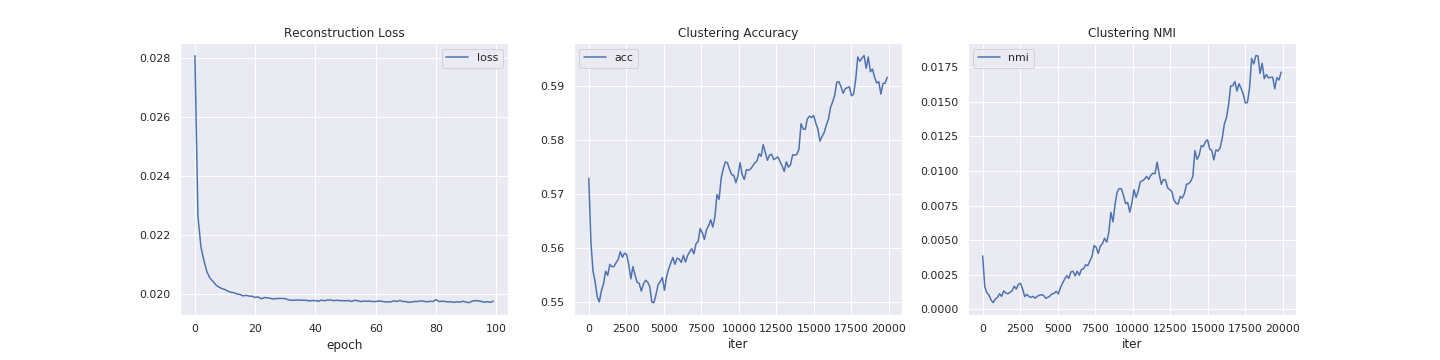 Reconstruction Loss
loss
0.028
0.026
0.024
0.022
0.020
0 20 40 60 80 100
epoch
Clustering Accuracy
acc
0.59
0.58
0.57
0.56
0.55
0 2500 5000 7500 10000 12500 15000 17500 20000
iter
Clustering NMI
nmi
0.0175
0.0150
0.0125
0.0100
0.0075
0.0050
0.0025
0.0000
0 2500 5000 7500 10000 12500 15000 17500 20000
iter